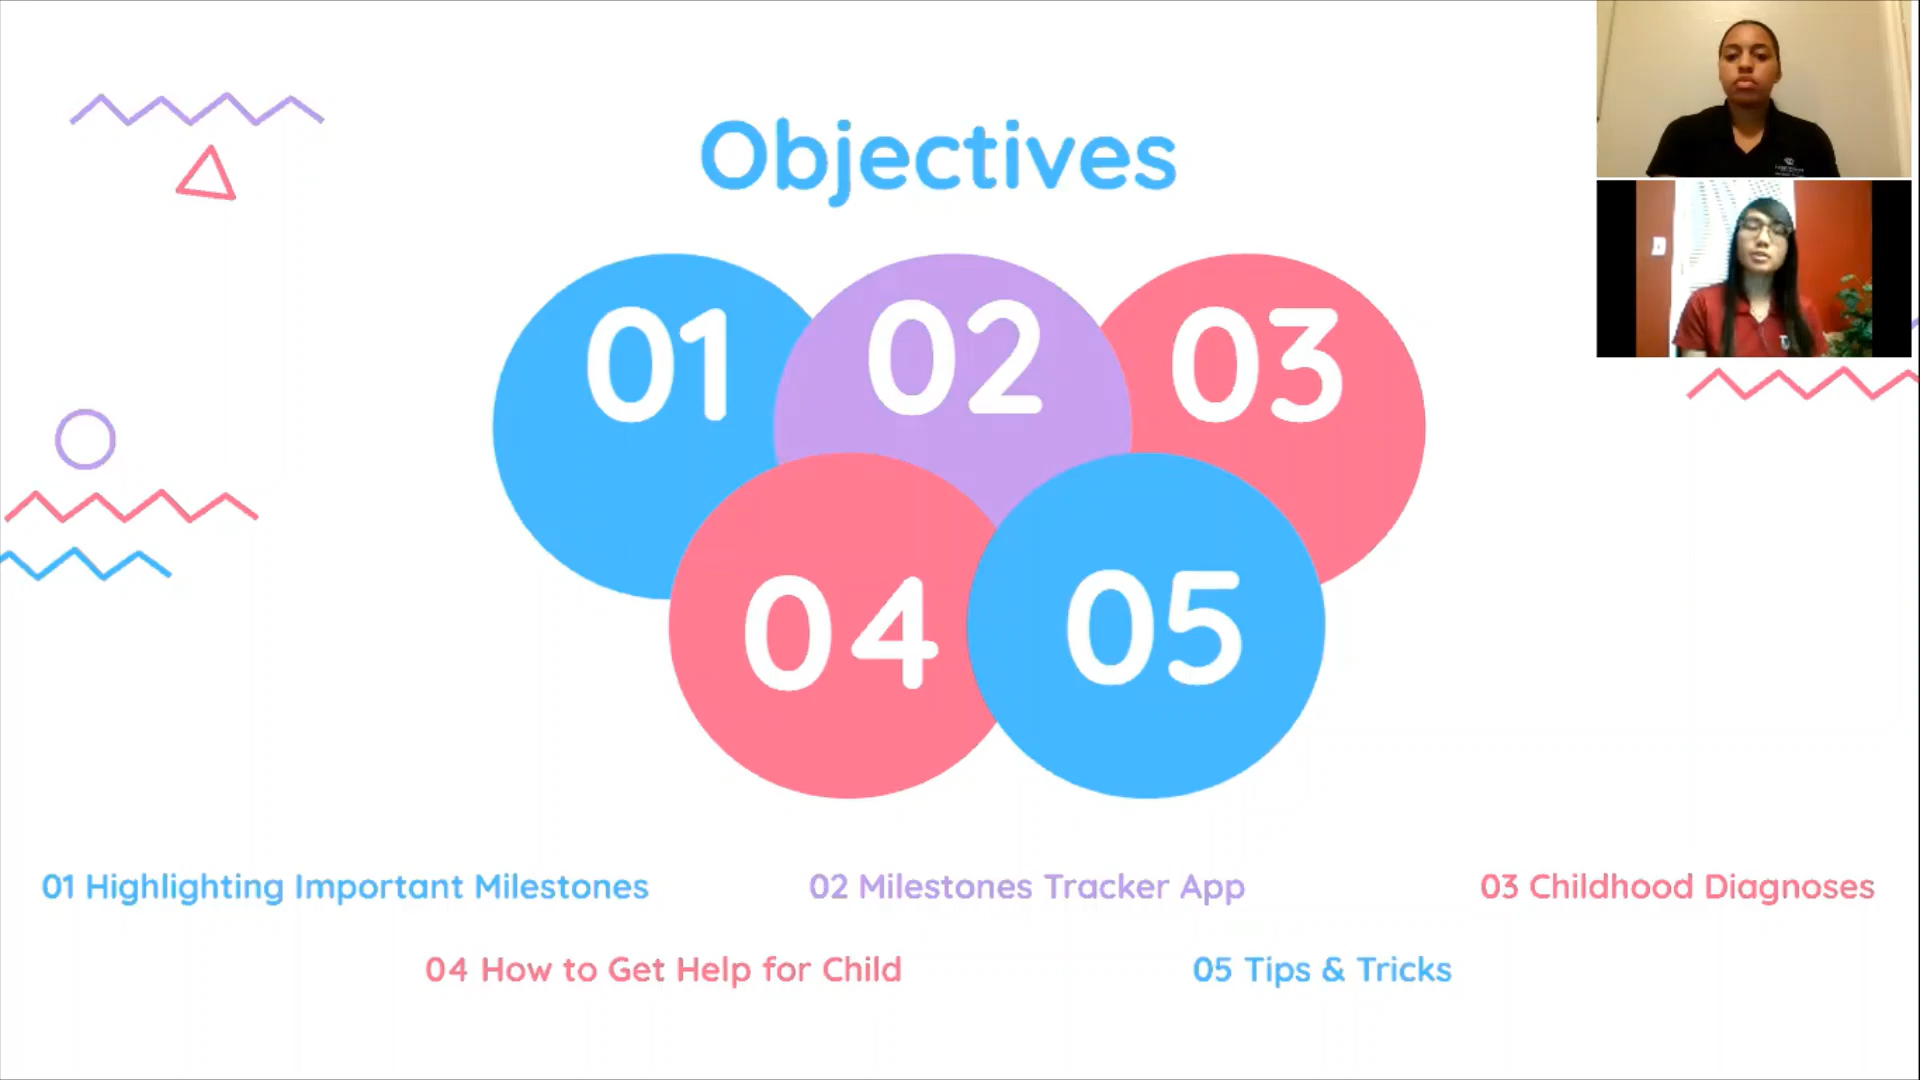 Objectives
01
02
03
04
05
01 Highlighting Important Milestones
02 Milestones Tracker App
03 Childhood Diagnoses
04 How to Get Help for Child
05 Tips & Tricks